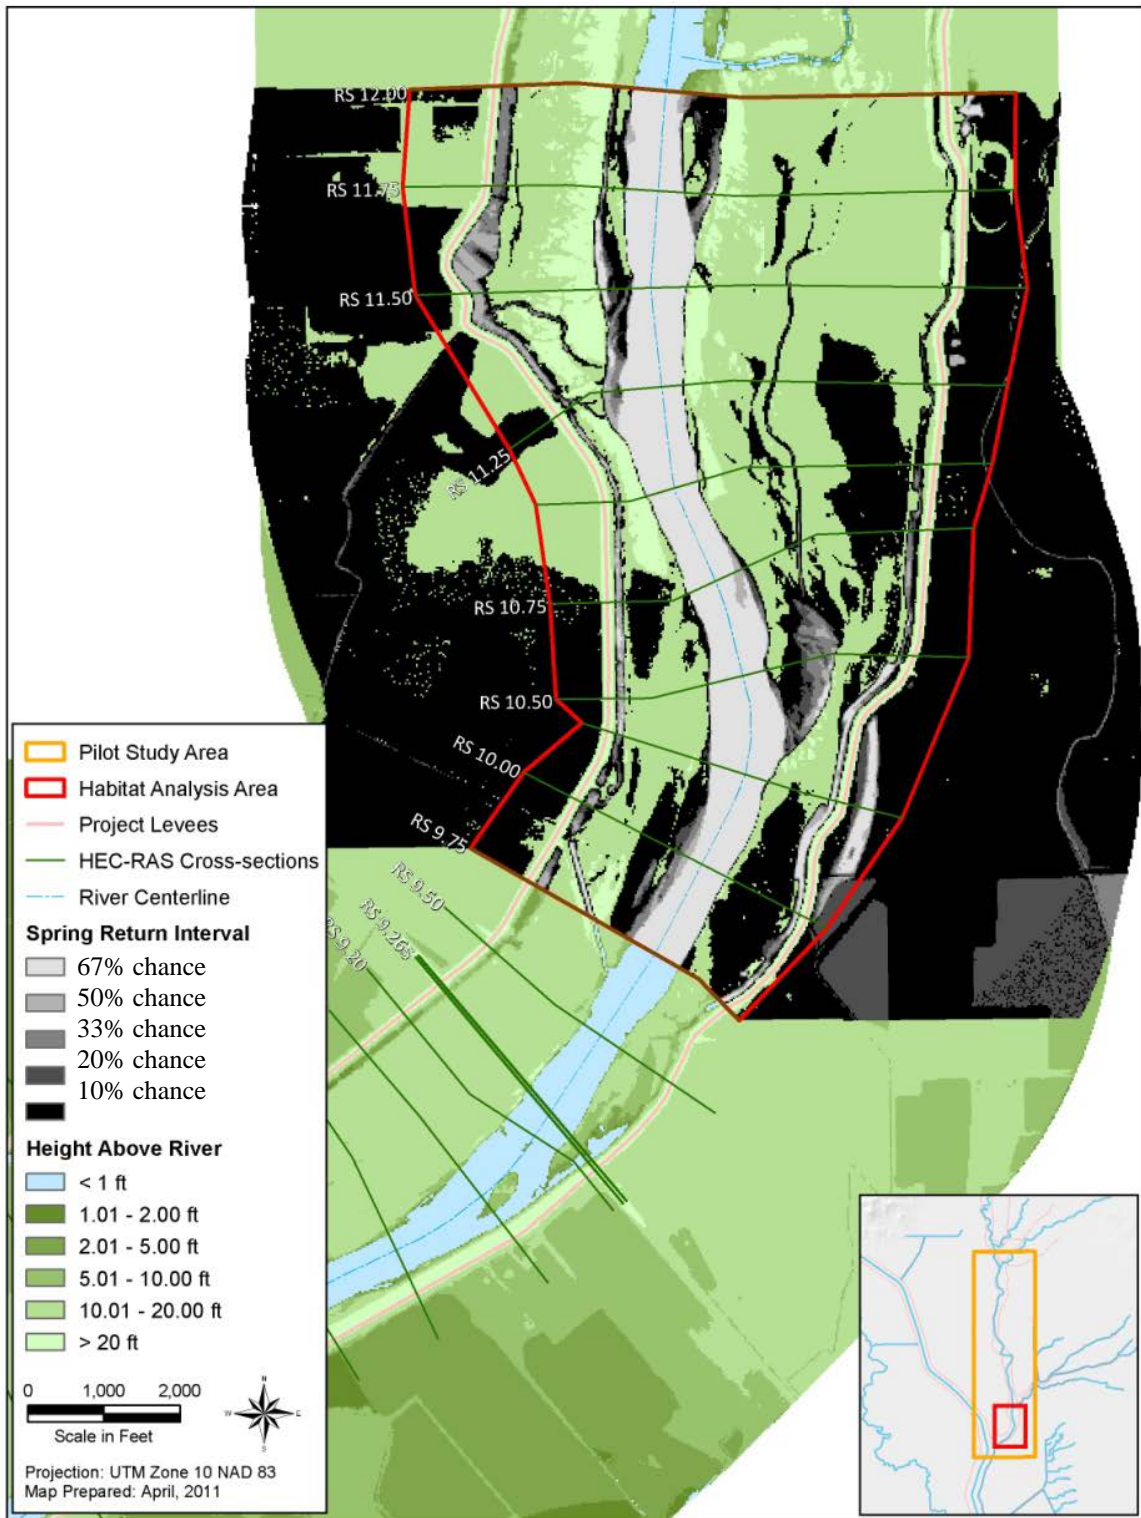 RS 12.00
RS 11.75
RS 11.50
RS 11.25
RS 10.75
RS 10.50
RS 10.00
RS 9.75
RS 9.50
RS 9.26s
RS 9.20
Pilot Study Area
Habitat Analysis Area
Project Levees
HEC-RAS Cross-sections
River Centerline
Spring Return Interval
67% chance
50% chance
33% chance
20% chance
10% chance
Height Above River
< 1 ft
1.01 - 2.00 ft
2.01 - 5.00 ft
5.01 - 10.00 ft
10.01 - 20.00 ft
> 20 ft
0 1,000 2,000
Scale in Feet
N
W E
S
Projection: UTM Zone 10 NAD 83
Map Prepared: April, 2011